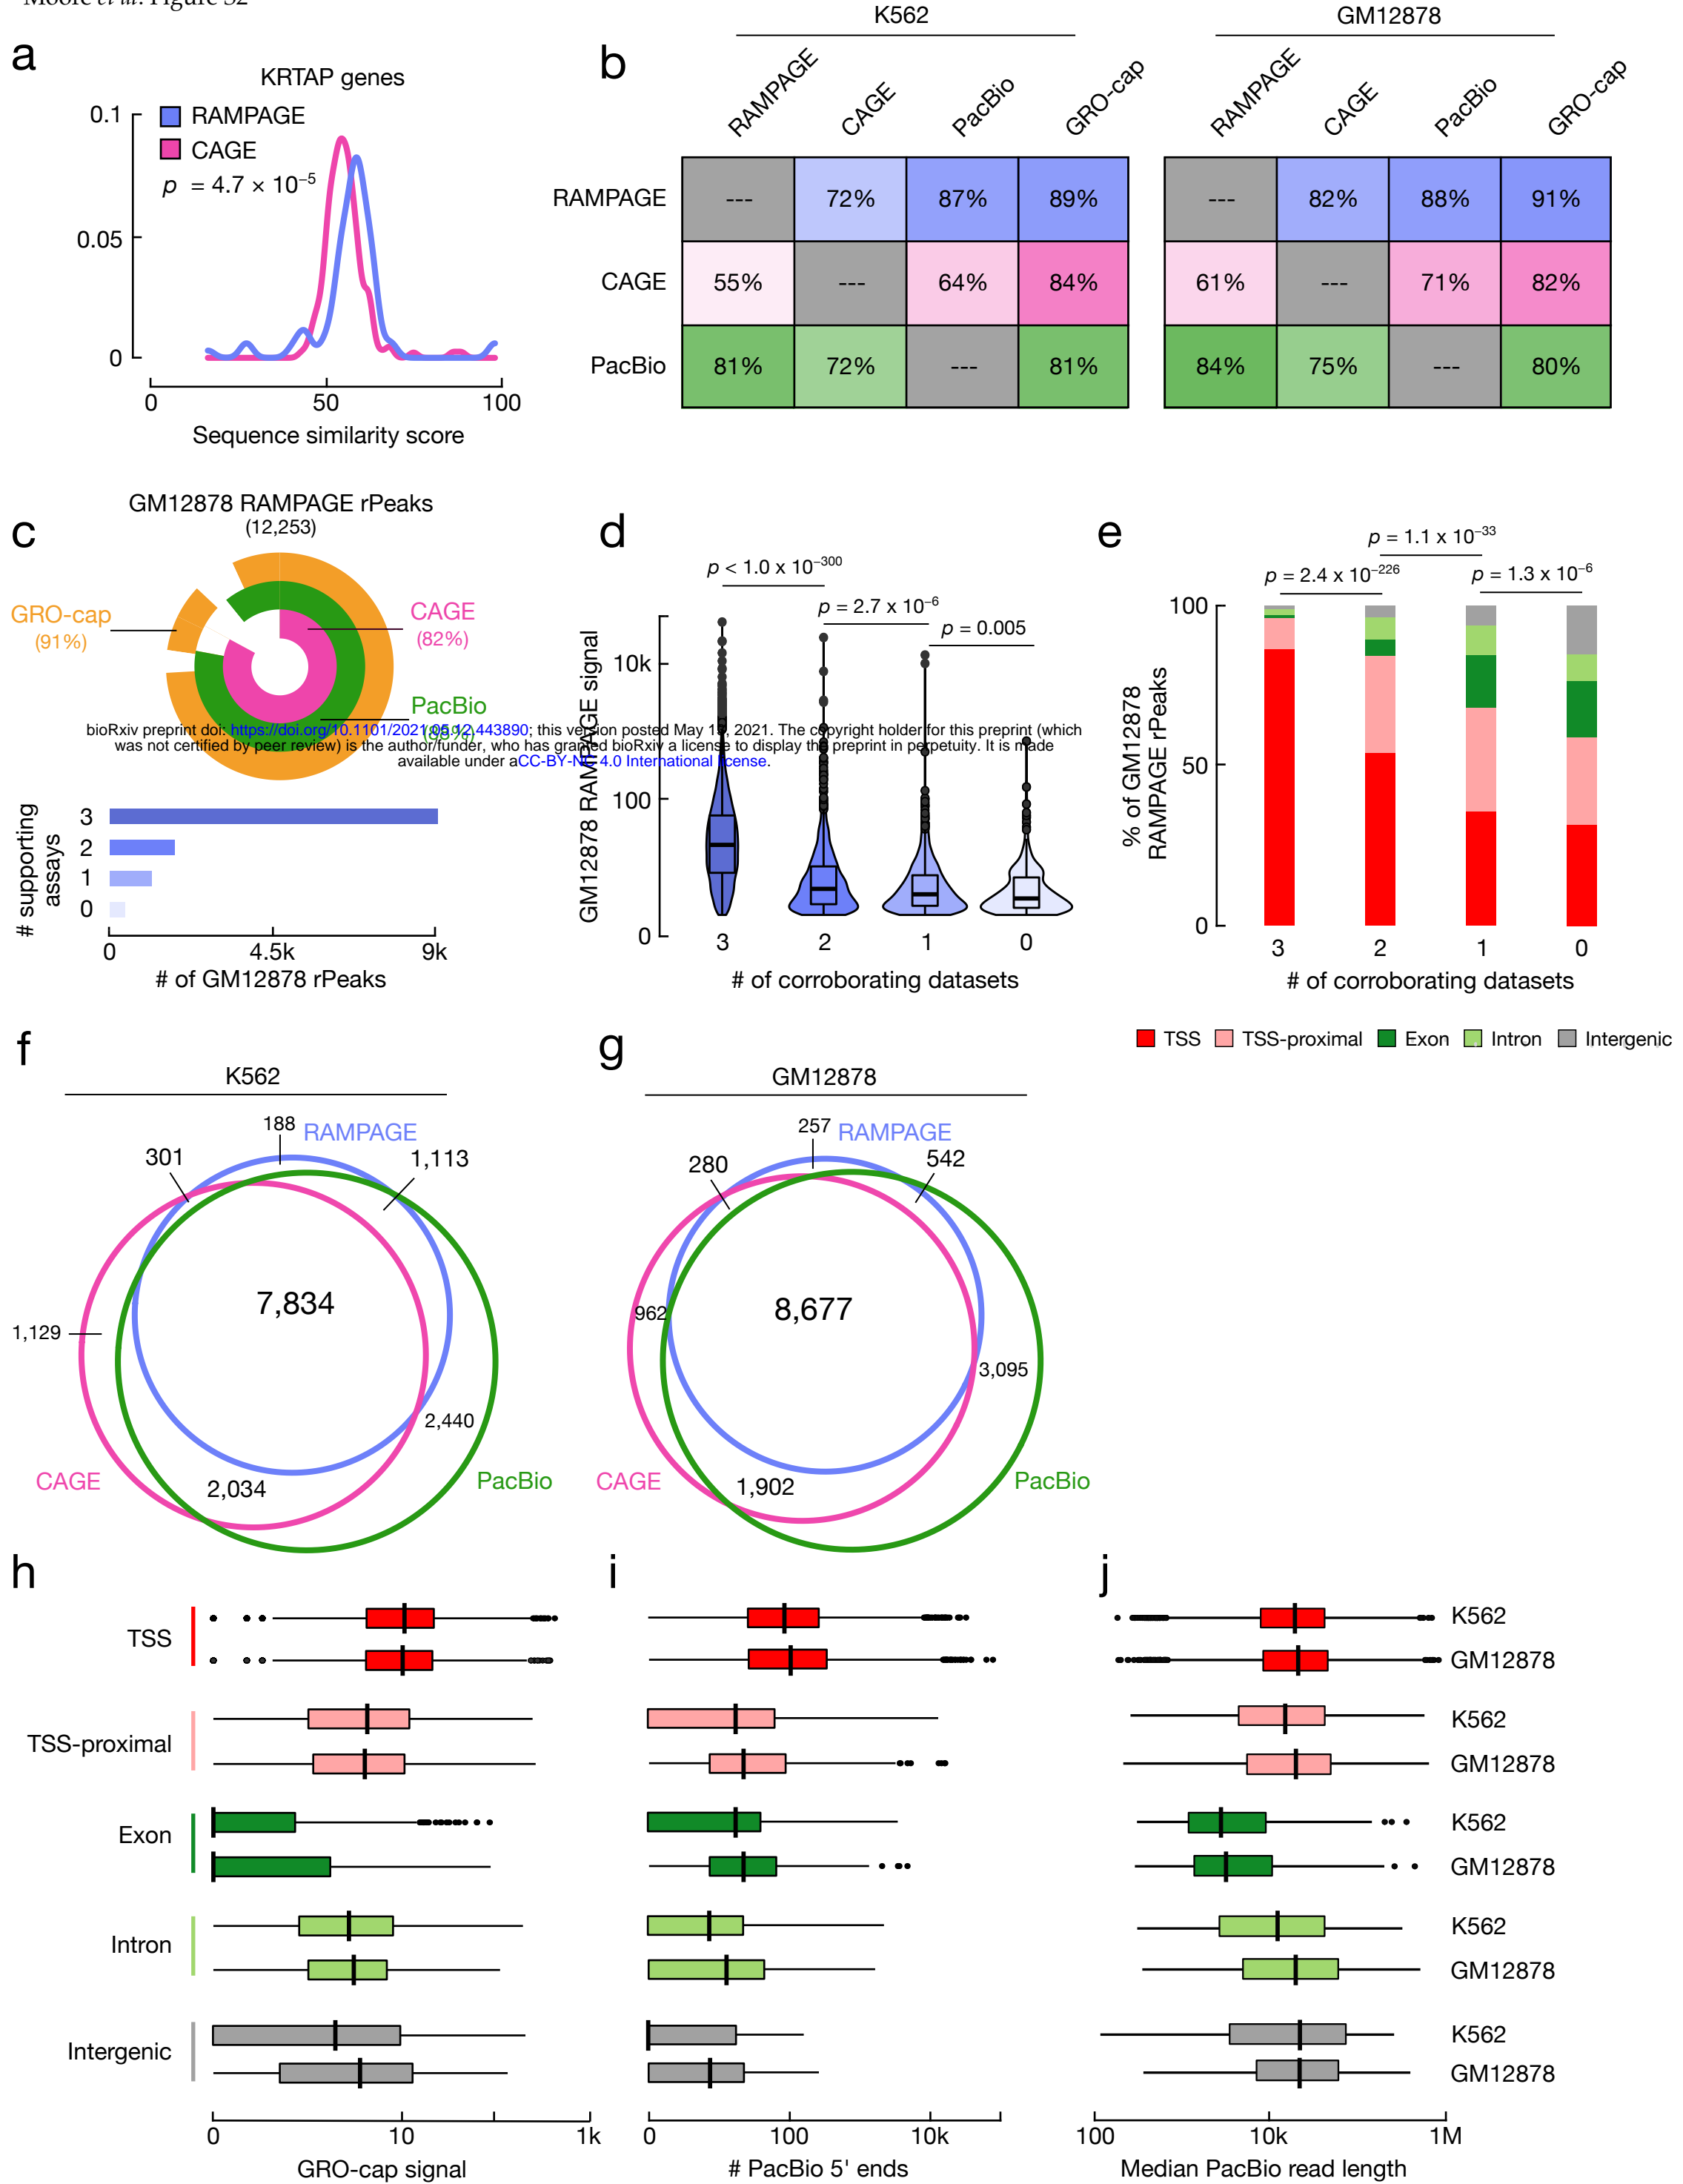 Moore et al. Figure S2
a
KRTAP genes
RAMPAGE
CAGE
p = 4.7 × 10–5
0.1
0.05
0
0
50
100
Sequence similarity score
b
K562
GM12878
RAMPAGE
CAGE
PacBio
GRO-cap
RAMPAGE
CAGE
PacBio
GRO-cap
RAMPAGE
--- 72% 87% 89%
--- 82% 88% 91%
CAGE
55% --- 64% 84%
61% --- 71% 82%
PacBio
81% 72% --- 81%
84% 75% --- 80%
c
GM12878 RAMPAGE rPeaks
(12,253)
GRO-cap
(91%)
CAGE
(82%)
PacBio
(88%)
bioRxiv preprint doi: https://doi.org/10.1101/2021.05.12.443890; this version posted May 1, 2021. The copyright holder for this preprint (which
was not certified by peer review) is the author/funder, who has granted bioRxiv a license to display the preprint in perpetuity. It is made
available under aCC-BY-NC 4.0 International license.
# supporting
assays
3
2
1
0
0
4.5k
9k
# of GM12878 rPeaks
d
p < 1.0 x 10–300
p = 2.7 x 10–6
p = 0.005
GM12878 RAMPAGE signal
10k
100
0
3
2
1
0
# of corroborating datasets
e
p = 1.1 x 10–33
p = 2.4 x 10–226
p = 1.3 x 10–6
% of GM12878
RAMPAGE rPeaks
100
50
0
3
2
1
0
# of corroborating datasets
TSS
TSS-proximal
Exon
Intron
Intergenic
f
K562
188
RAMPAGE
301
1,113
7,834
1,129
2,440
2,034
CAGE
PacBio
g
GM12878
257
RAMPAGE
280
542
962
8,677
3,095
1,902
CAGE
PacBio
h
TSS
TSS-proximal
Exon
Intron
Intergenic
0
10
1k
GRO-cap signal
i
0
100
10k
# PacBio 5' ends
j
K562
GM12878
K562
GM12878
K562
GM12878
K562
GM12878
K562
GM12878
100
10k
1M
Median PacBio read length